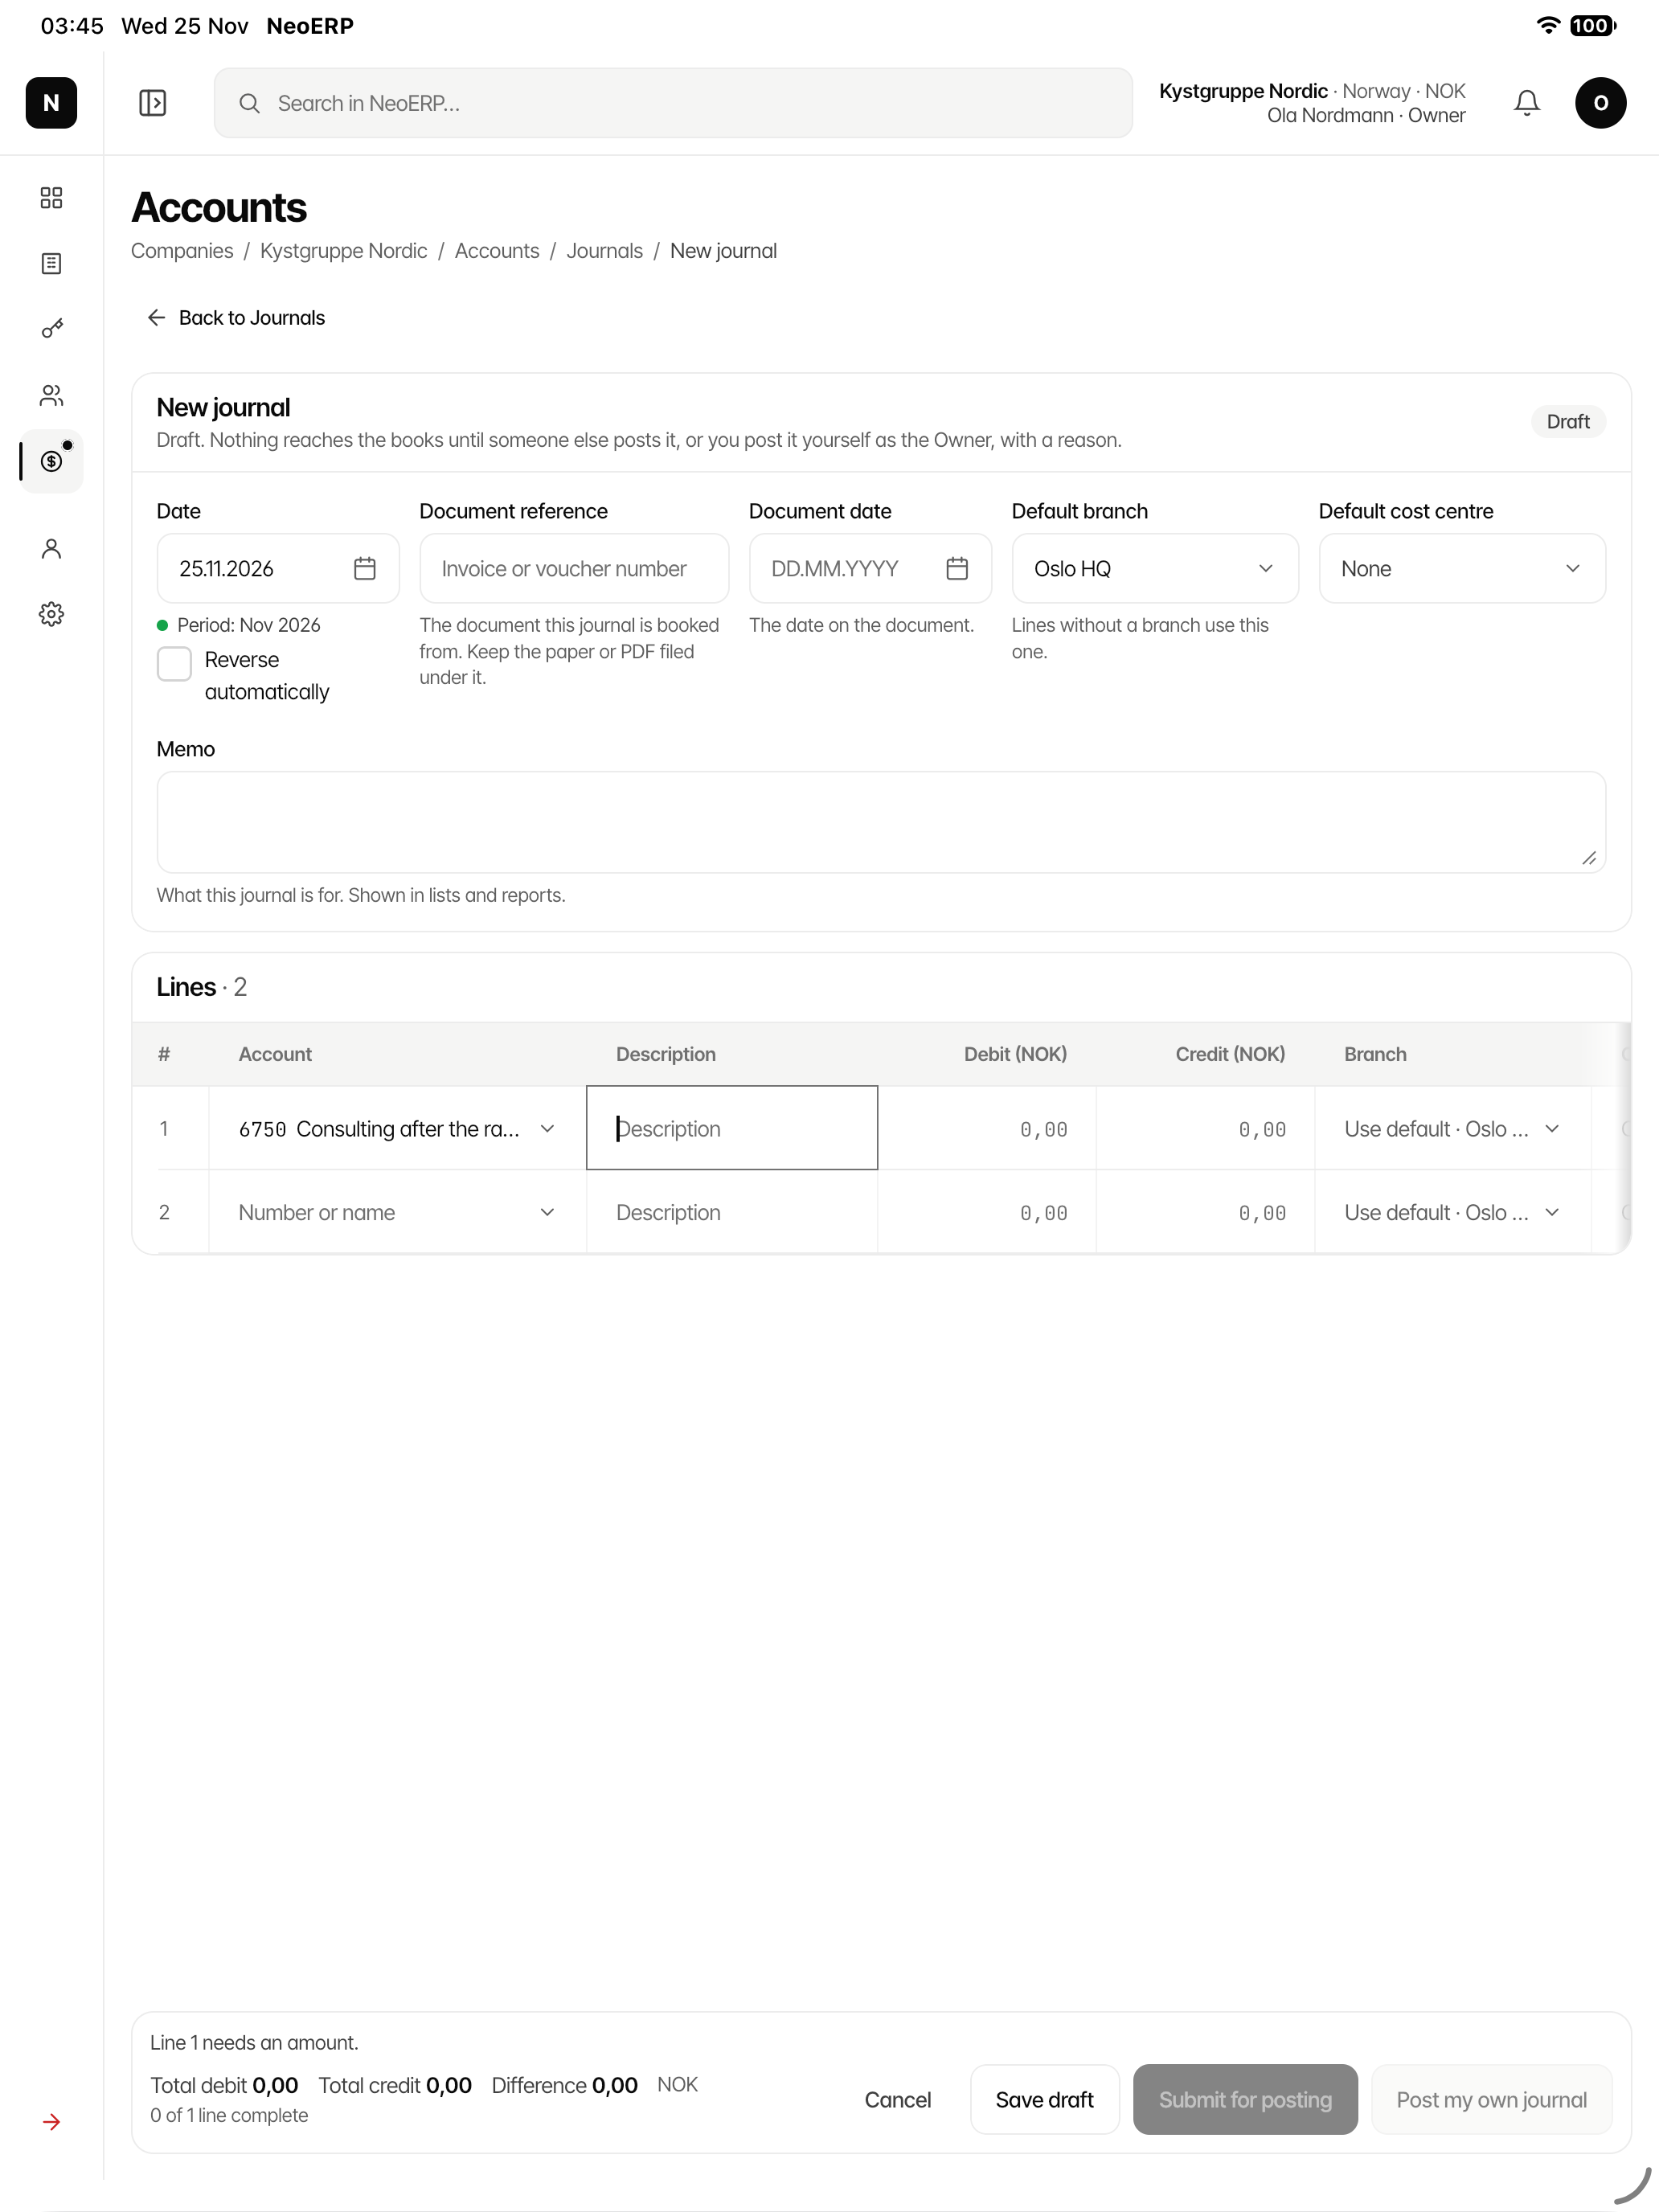 03:45 Wed 25 Nov NeoERP
100
N
Search in NeoERP...
Kystgruppe Nordic · Norway · NOK
Ola Nordmann · Owner
O
Accounts
Companies / Kystgruppe Nordic / Accounts / Journals / New journal
Back to Journals
New journal
Draft. Nothing reaches the books until someone else posts it, or you post it yourself as the Owner, with a reason.
Draft
Date
Document reference
Document date
Default branch
Default cost centre
25.11.2026
Invoice or voucher number
DD.MM.YYYY
Oslo HQ
None
Period: Nov 2026
Reverse
automatically
The document this journal is booked
from. Keep the paper or PDF filed
under it.
The date on the document.
Lines without a branch use this
one.
Memo
What this journal is for. Shown in lists and reports.
Lines · 2
# Account Description Debit (NOK) Credit (NOK) Branch
1 6750 Consulting after the ra... Description 0,00 0,00 Use default · Oslo ...
2 Number or name Description 0,00 0,00 Use default · Oslo ...
Line 1 needs an amount.
Total debit 0,00 Total credit 0,00 Difference 0,00 NOK
0 of 1 line complete
Cancel
Save draft
Submit for posting
Post my own journal